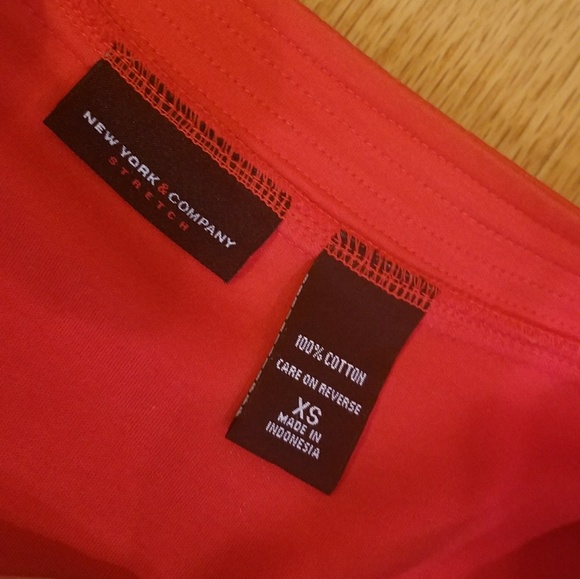 NEW YORK & COMPANY
STRETCH
100% COTTON
CARE ON REVERSE
XS
MADE IN
INDONESIA